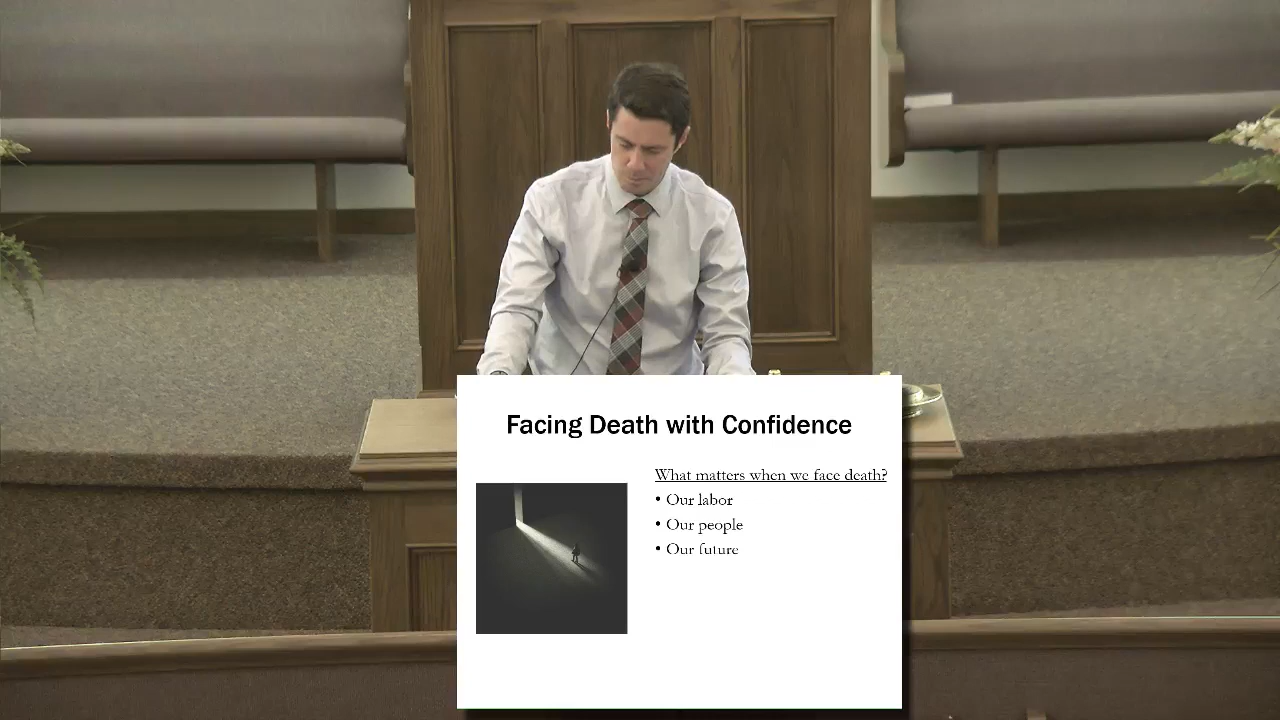 Facing Death with Confidence
What matters when we face death?
• Our labor
• Our people
• Our future